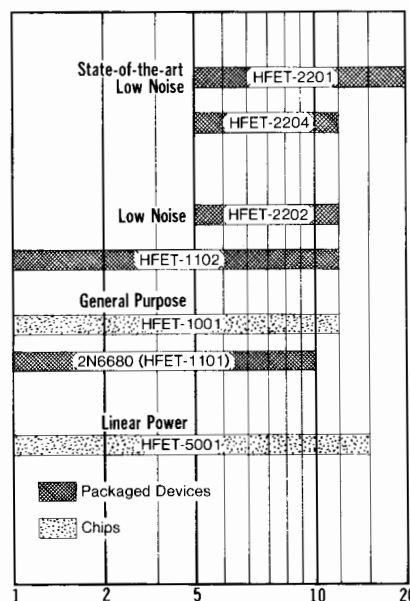 State-of-the-art
Low Noise
HFET-2201
HFET-2204
Low Noise
HFET-2202
HFET-1102
General Purpose
HFET-1001
2N6680 (HFET-1101)
Linear Power
HFET-5001
Packaged Devices
Chips
1 2 5 10 20